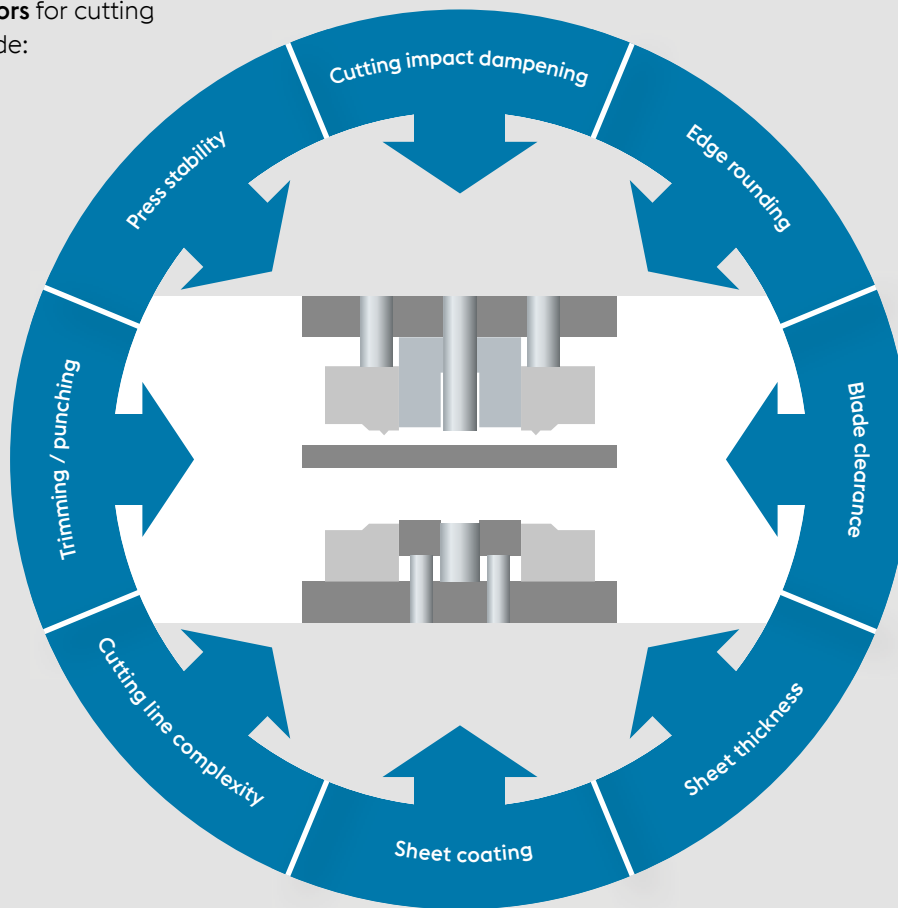 ors for cutting
de:
Cutting impact dampening
Edge rounding
Blade clearance
Sheet thickness
Sheet coating
Cutting line complexity
Trimming / punching
Press stability